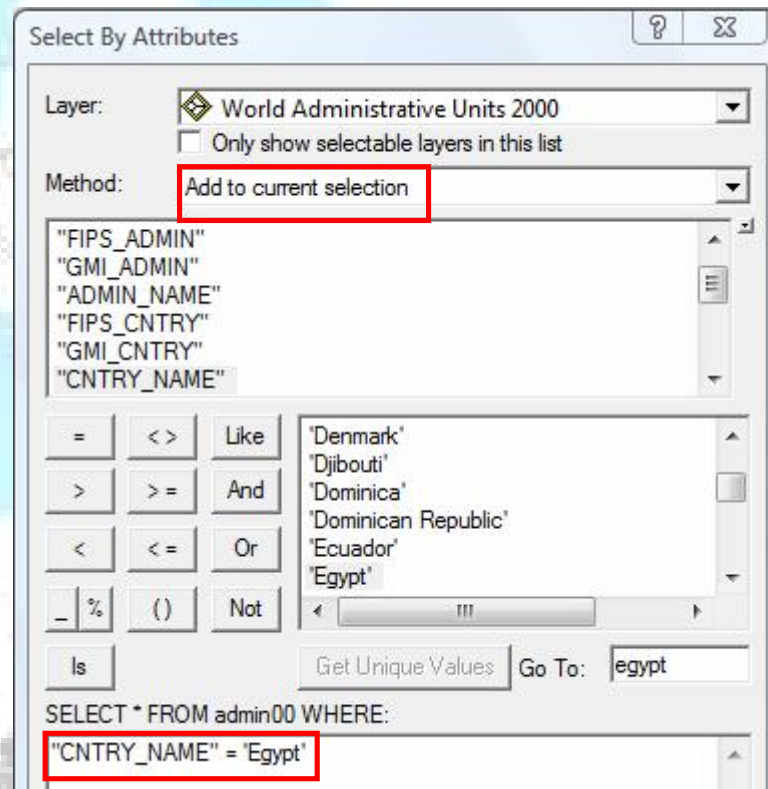 Select By Attributes
Layer: World Administrative Units 2000
Only show selectable layers in this list
Method: Add to current selection
"FIPS_ADMIN"
"GMI_ADMIN"
"ADMIN_NAME"
"FIPS_CNTRY"
"GMI_CNTRY"
"CNTRY_NAME"
= < > Like
> > = And
< < = Or
_ % ( ) Not
Is
'Denmark'
'Djibouti'
'Dominica'
'Dominican Republic'
'Ecuador'
'Egypt'
Get Unique Values Go To: egypt
SELECT * FROM admin00 WHERE:
"CNTRY_NAME" = 'Egypt'